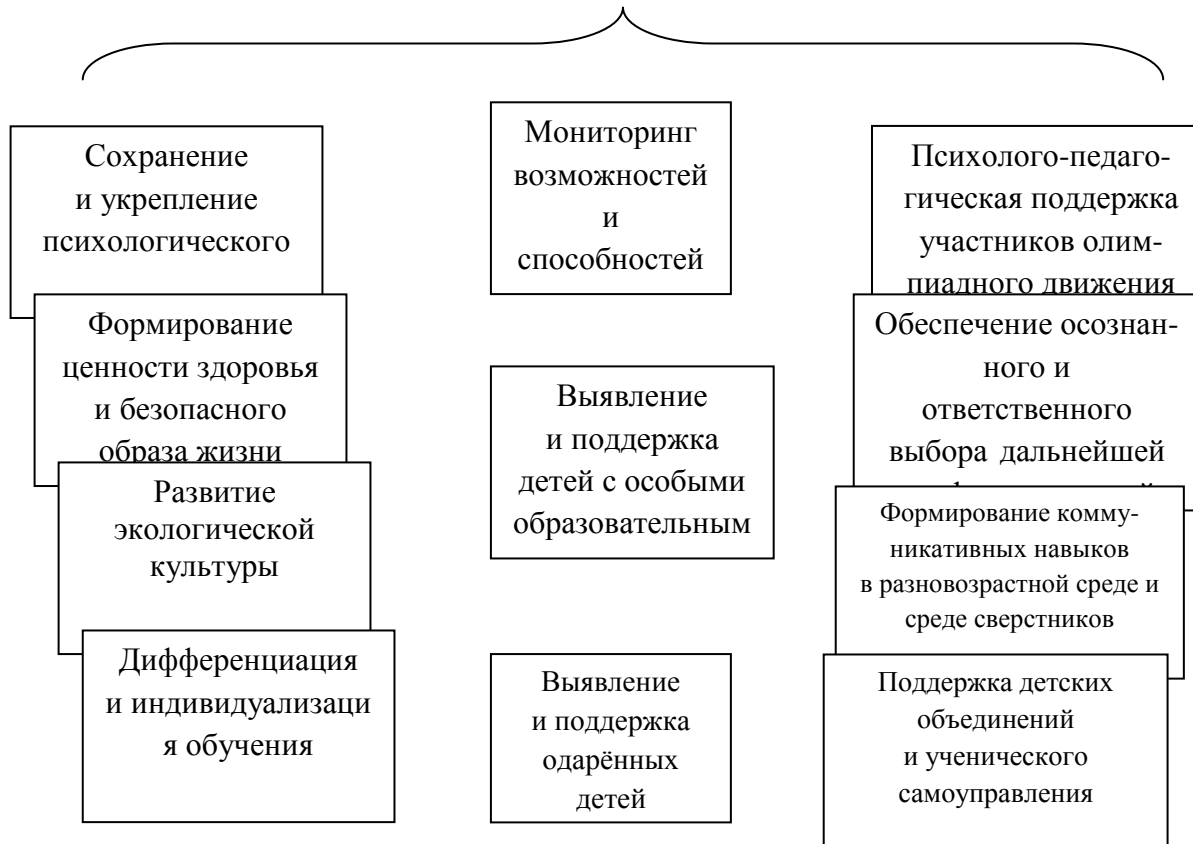 Сохранение
и укрепление
психологического
Формирование
ценности здоровья
и безопасного
образа жизни
Развитие
экологической
культуры
Дифференциация
и индивидуализаци
я обучения
Мониторинг
возможностей
и
способностей
Выявление
и поддержка
детей с особыми
образовательным
Выявление
и поддержка
одарённых
детей
Психолого-педаго-
гическая поддержка
участников олим-
пиадного движения
Обеспечение осознан-
ного и
ответственного
выбора дальнейшей
Формирование комму-
никативных навыков
в разновозрастной среде и
среде сверстников
Поддержка детских
объединений
и ученического
самоуправления